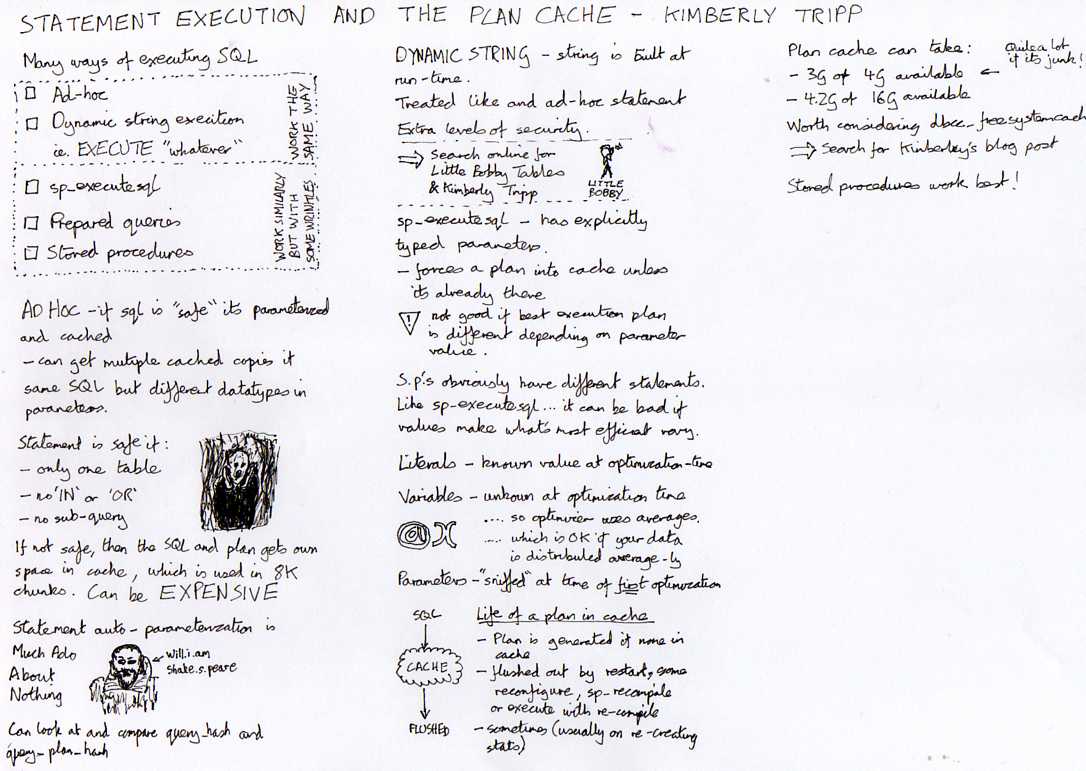 STATEMENT EXECUTION AND THE PLAN CACHE - KIMBERLY TRIPP
Many ways of executing SQL
Ad-hoc
Dynamic string execition
ie. EXECUTE "whatever"
WORK THE
SAME WAY
sp_executesql
Prepared queries
Stored procedures
WORK SIMILARLY
BUT WITH
SOME WRINKLES
AD HOC - if sql is "safe" its parameterized
and cached
- can get multiple cached copies if
same SQL but different datatypes in
parameters.
Statement is safe if:
- only one table
- no 'IN' or 'OR'
- no sub-query
If not safe, then the SQL and plan gets own
space in cache, which is used in 8K
chunks. Can be EXPENSIVE
Statement auto-parameterization is
Much Ado
About
Nothing
will.i.am
shake.s.peare
Can look at and compare query_hash and
query_plan_hash
DYNAMIC STRING - string is built at
run-time.
Treated like and ad-hoc statement
Extra levels of security.
⇒ Search online for
Little Bobby Tables
& Kimberly Tripp
LITTLE
BOBBY
sp_executesql - has explicitly
typed parameters.
- forces a plan into cache unless
its already there
! not good if best execution plan
is different depending on parameter
value.
S.p.'s obviously have different statements.
Like sp_executesql... it can be bad if
values make what's most efficient vary.
Literals - known value at optimization-time
Variables - unkown at optimization time
.... so optimizer uses averages.
..... which is OK if your data
is distributed average-ly
Parameters - "sniffed" at time of first optimization
SQL
CACHE
FLUSHED
Life of a plan in cache
- Plan is generated if none in
cache
- flushed out by restart, some
reconfigure, sp_recompile
or execute with re-compile
- sometimes (usually on re-creating
stats)
Plan cache can take:
- 3G of 4G available
- 4.2G of 16G available
Quite a lot
if its junk!
Worth considering dbcc_freesystemcache
⇒ Search for Kimberley's blog post
Stored procedures work best!